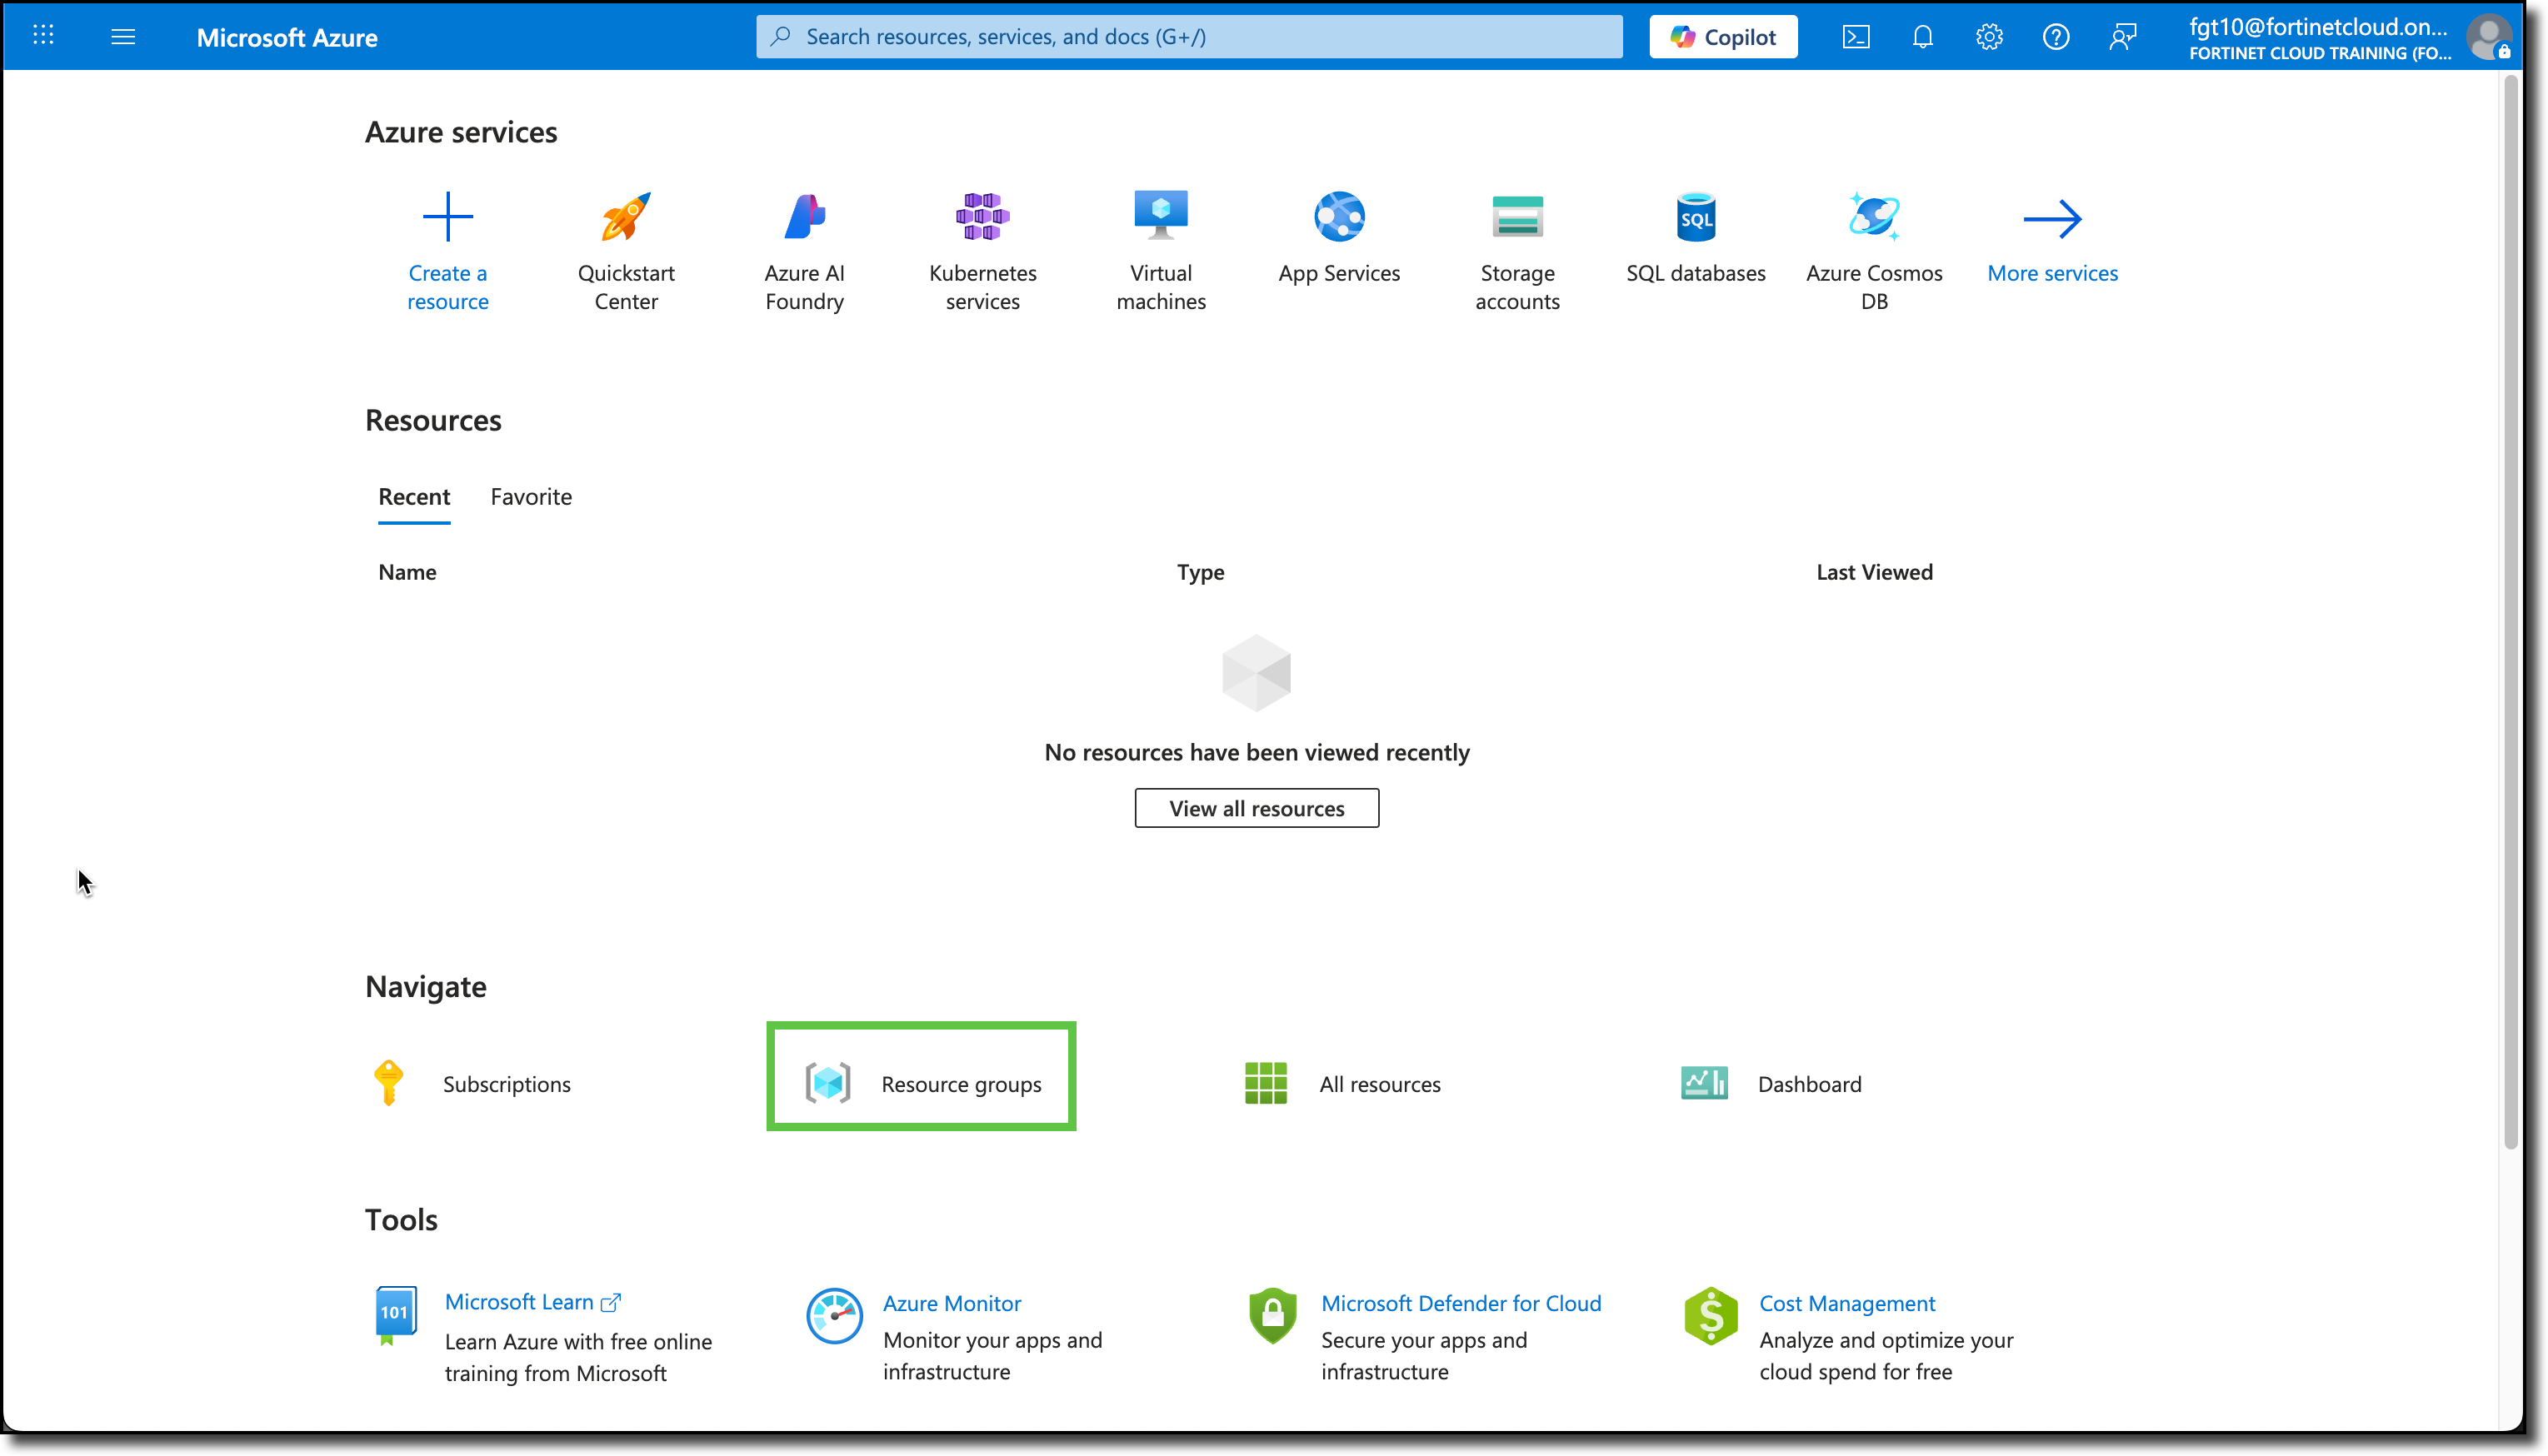 Microsoft Azure
Search resources, services, and docs (G+/)
Copilot
fgt10@fortinetcloud.on...
FORTINET CLOUD TRAINING (FO...
Azure services
Create a
resource
Quickstart
Center
Azure AI
Foundry
Kubernetes
services
Virtual
machines
App Services
Storage
accounts
SQL
SQL databases
Azure Cosmos
DB
More services
Resources
Recent
Favorite
Name
Type
Last Viewed
No resources have been viewed recently
View all resources
Navigate
Subscriptions
Resource groups
All resources
Dashboard
Tools
101
Microsoft Learn
Learn Azure with free online
training from Microsoft
Azure Monitor
Monitor your apps and
infrastructure
Microsoft Defender for Cloud
Secure your apps and
infrastructure
$
Cost Management
Analyze and optimize your
cloud spend for free